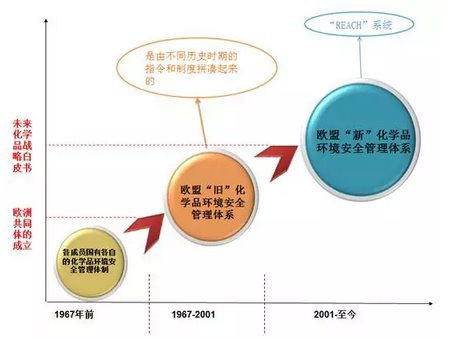 “REACH”系统
是由不同历史时期的
指令和制度拼凑起来
的
未来
化学
品战
略白
皮书
欧盟“新”化学品
环境安全管理体系
欧盟“旧”化
学品环境安全
管理体系
欧洲
共同
体的
成立
各成员国有各自
的化学品环境安
全管理体制
1967年前
1967-2001
2001-至今